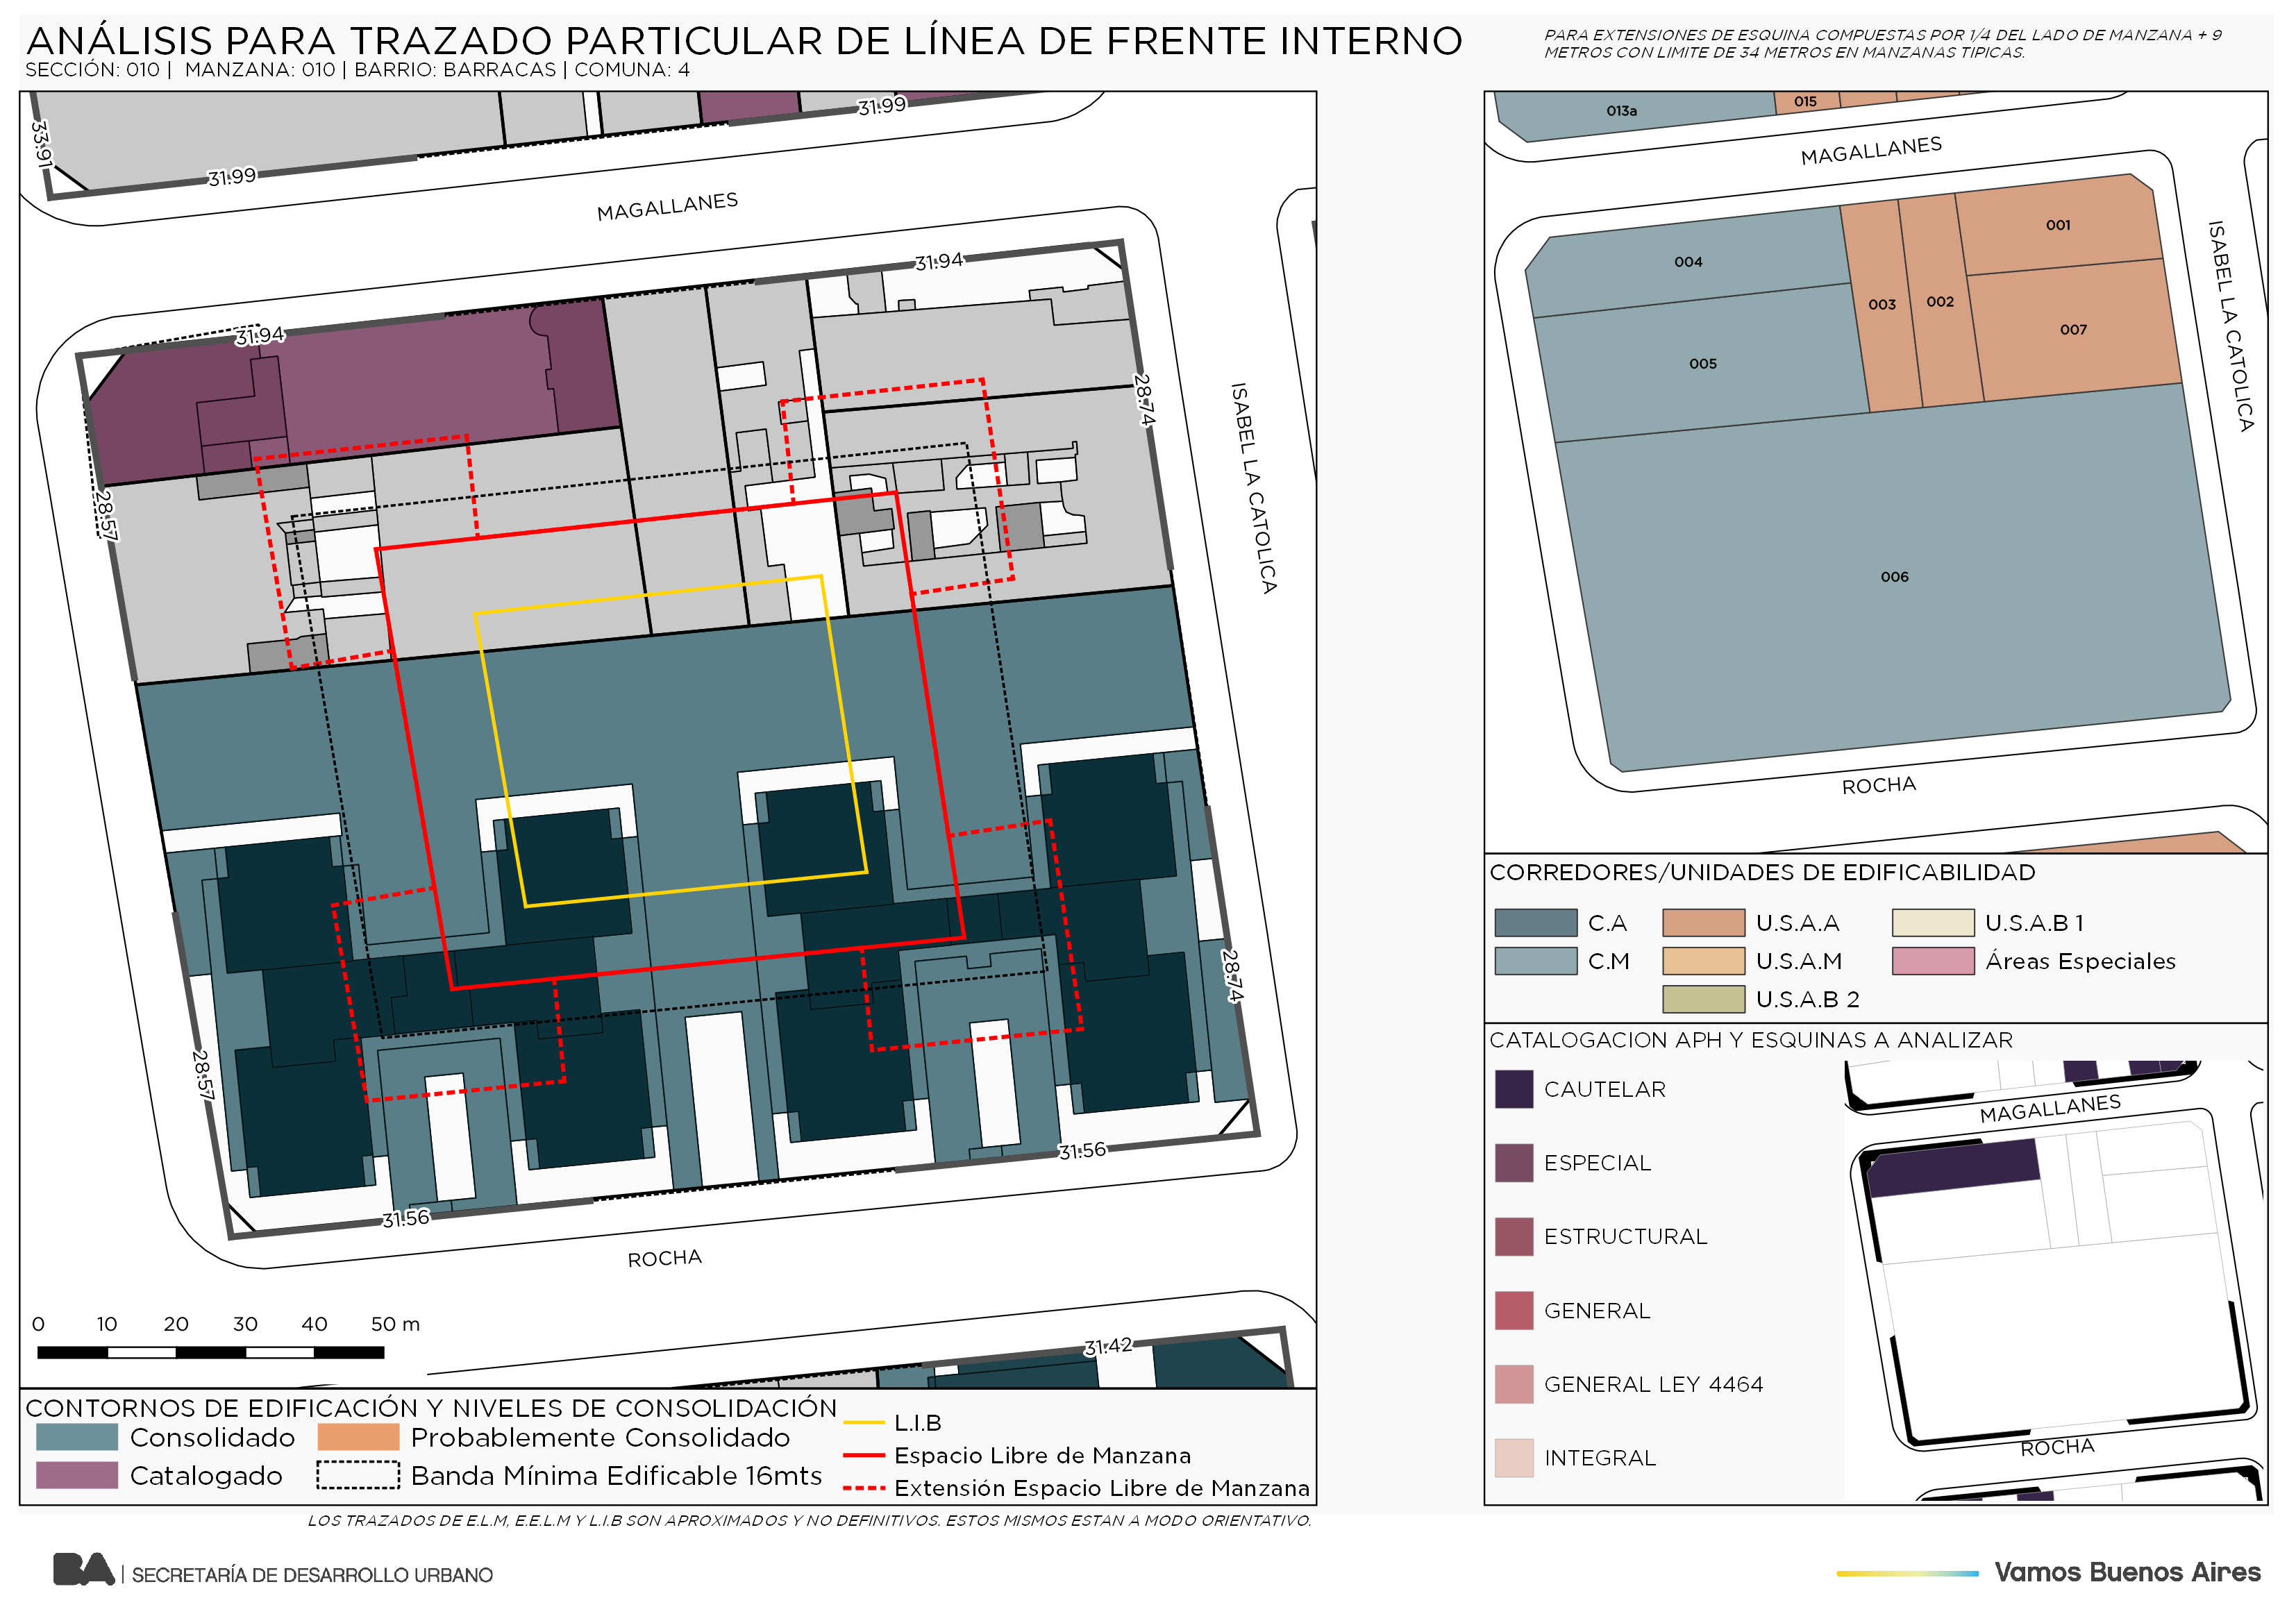 ANÁLISIS PARA TRAZADO PARTICULAR DE LÍNEA DE FRENTE INTERNO
SECCIÓN: 010 | MANZANA: 010 | BARRIO: BARRACAS | COMUNA: 4
PARA EXTENSIONES DE ESQUINA COMPUESTAS POR 1/4 DEL LADO DE MANZANA + 9
METROS CON LIMITE DE 34 METROS EN MANZANAS TIPICAS.
33.91
31.99
31.99
MAGALLANES
31.94
31.94
28.57
28.74
ISABEL LA CATOLICA
28.57
28.74
31.56
31.56
ROCHA
31.42
0 10 20 30 40 50 m
CONTORNOS DE EDIFICACIÓN Y NIVELES DE CONSOLIDACIÓN
Consolidado
Probablemente Consolidado
Catalogado
Banda Mínima Edificable 16mts
L.I.B
Espacio Libre de Manzana
Extensión Espacio Libre de Manzana
013a
015
MAGALLANES
004
001
003
002
005
007
006
ISABEL LA CATOLICA
ROCHA
CORREDORES/UNIDADES DE EDIFICABILIDAD
C.A
U.S.A.A
U.S.A.B 1
C.M
U.S.A.M
Áreas Especiales
U.S.A.B 2
CATALOGACION APH Y ESQUINAS A ANALIZAR
CAUTELAR
ESPECIAL
ESTRUCTURAL
GENERAL
GENERAL LEY 4464
INTEGRAL
MAGALLANES
ROCHA
LOS TRAZADOS DE E.L.M, E.E.L.M Y L.I.B SON APROXIMADOS Y NO DEFINITIVOS. ESTOS MISMOS ESTAN A MODO ORIENTATIVO.
BA | SECRETARÍA DE DESARROLLO URBANO
Vamos Buenos Aires